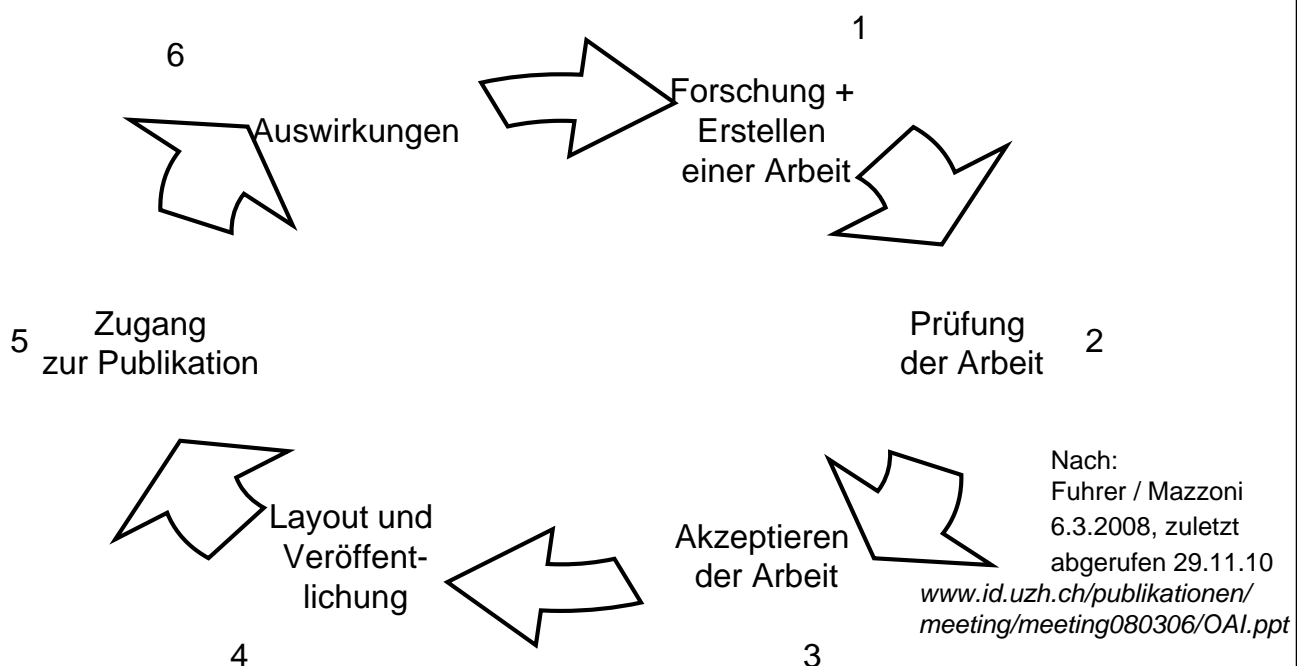 1
Forschung +
Erstellen
einer Arbeit
2
Prüfung
der Arbeit
3
Akzeptieren
der Arbeit
4
Layout und
Veröffent-
lichung
5
Zugang
zur Publikation
6
Auswirkungen
Nach:
Fuhrer / Mazzoni
6.3.2008, zuletzt
abgerufen 29.11.10
www.id.uzh.ch/publikationen/
meeting/meeting080306/OAI.ppt